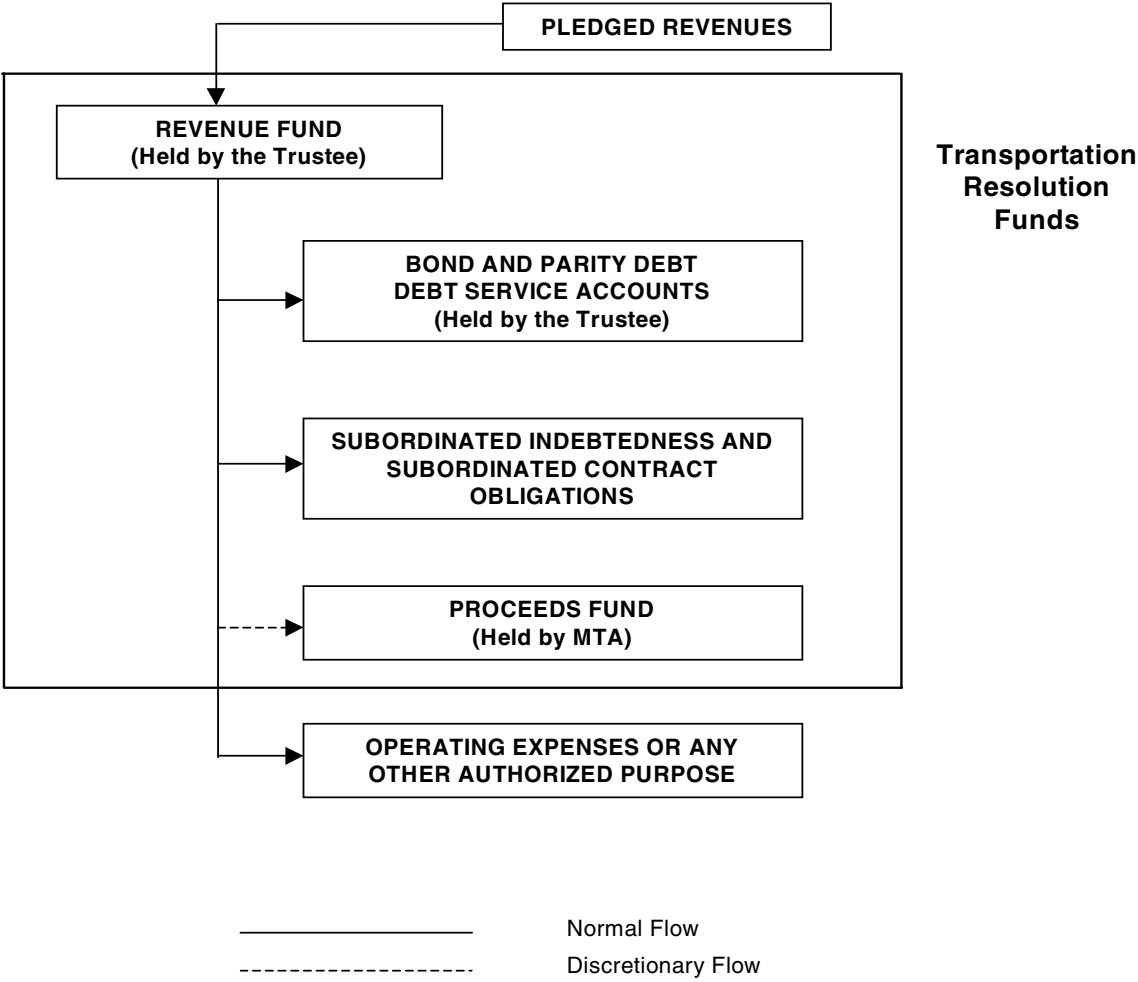 PLEDGED REVENUES
REVENUE FUND
(Held by the Trustee)
Transportation
Resolution
Funds
BOND AND PARITY DEBT
DEBT SERVICE ACCOUNTS
(Held by the Trustee)
SUBORDINATED INDEBTEDNESS AND
SUBORDINATED CONTRACT
OBLIGATIONS
PROCEEDS FUND
(Held by MTA)
OPERATING EXPENSES OR ANY
OTHER AUTHORIZED PURPOSE
Normal Flow
Discretionary Flow